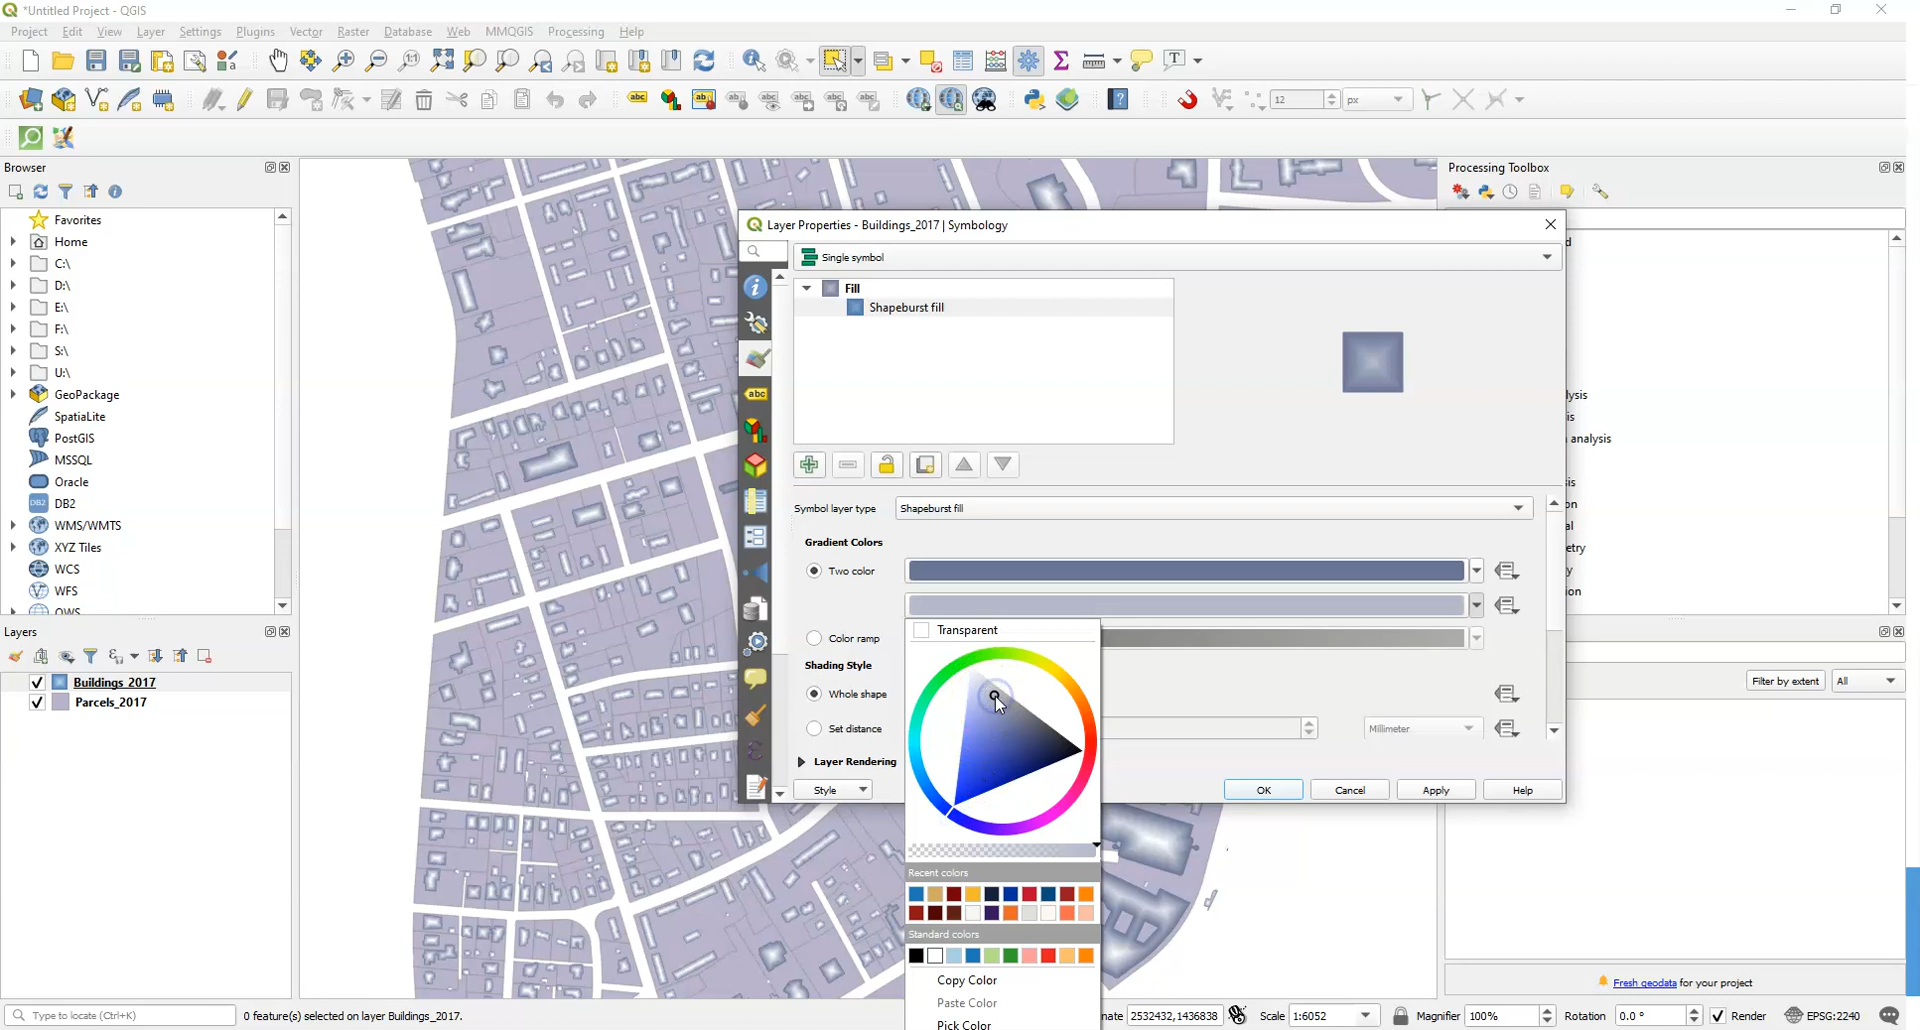 *Untitled Project - QGIS
Project Edit View Layer Settings Plugins Vector Raster Database Web MMQGIS Processing Help
12 px
Browser
Favorites
Home
C:\
D:\
E:\
F:\
S:\
U:\
GeoPackage
SpatiaLite
PostGIS
MSSQL
Oracle
DB2
WMS/WMTS
XYZ Tiles
WCS
WFS
OWS
Layers
Buildings_2017
Parcels_2017
Layer Properties - Buildings_2017 | Symbology
Single symbol
Fill
Shapeburst fill
Symbol layer type Shapeburst fill
Gradient Colors
Two color
Color ramp
Shading Style
Whole shape
Set distance
Millimeter
Layer Rendering
Style
OK Cancel Apply Help
Transparent
Recent colors
Standard colors
Copy Color
Paste Color
Pick Color
Processing Toolbox
d
lysis
is
analysis
sis
on
al
etry
y
ion
Filter by extent All
Fresh geodata for your project
Type to locate (Ctrl+K) 0 feature(s) selected on layer Buildings_2017. nate 2532432,1436838 Scale 1:6052 Magnifier 100% Rotation 0.0 ° Render EPSG:2240